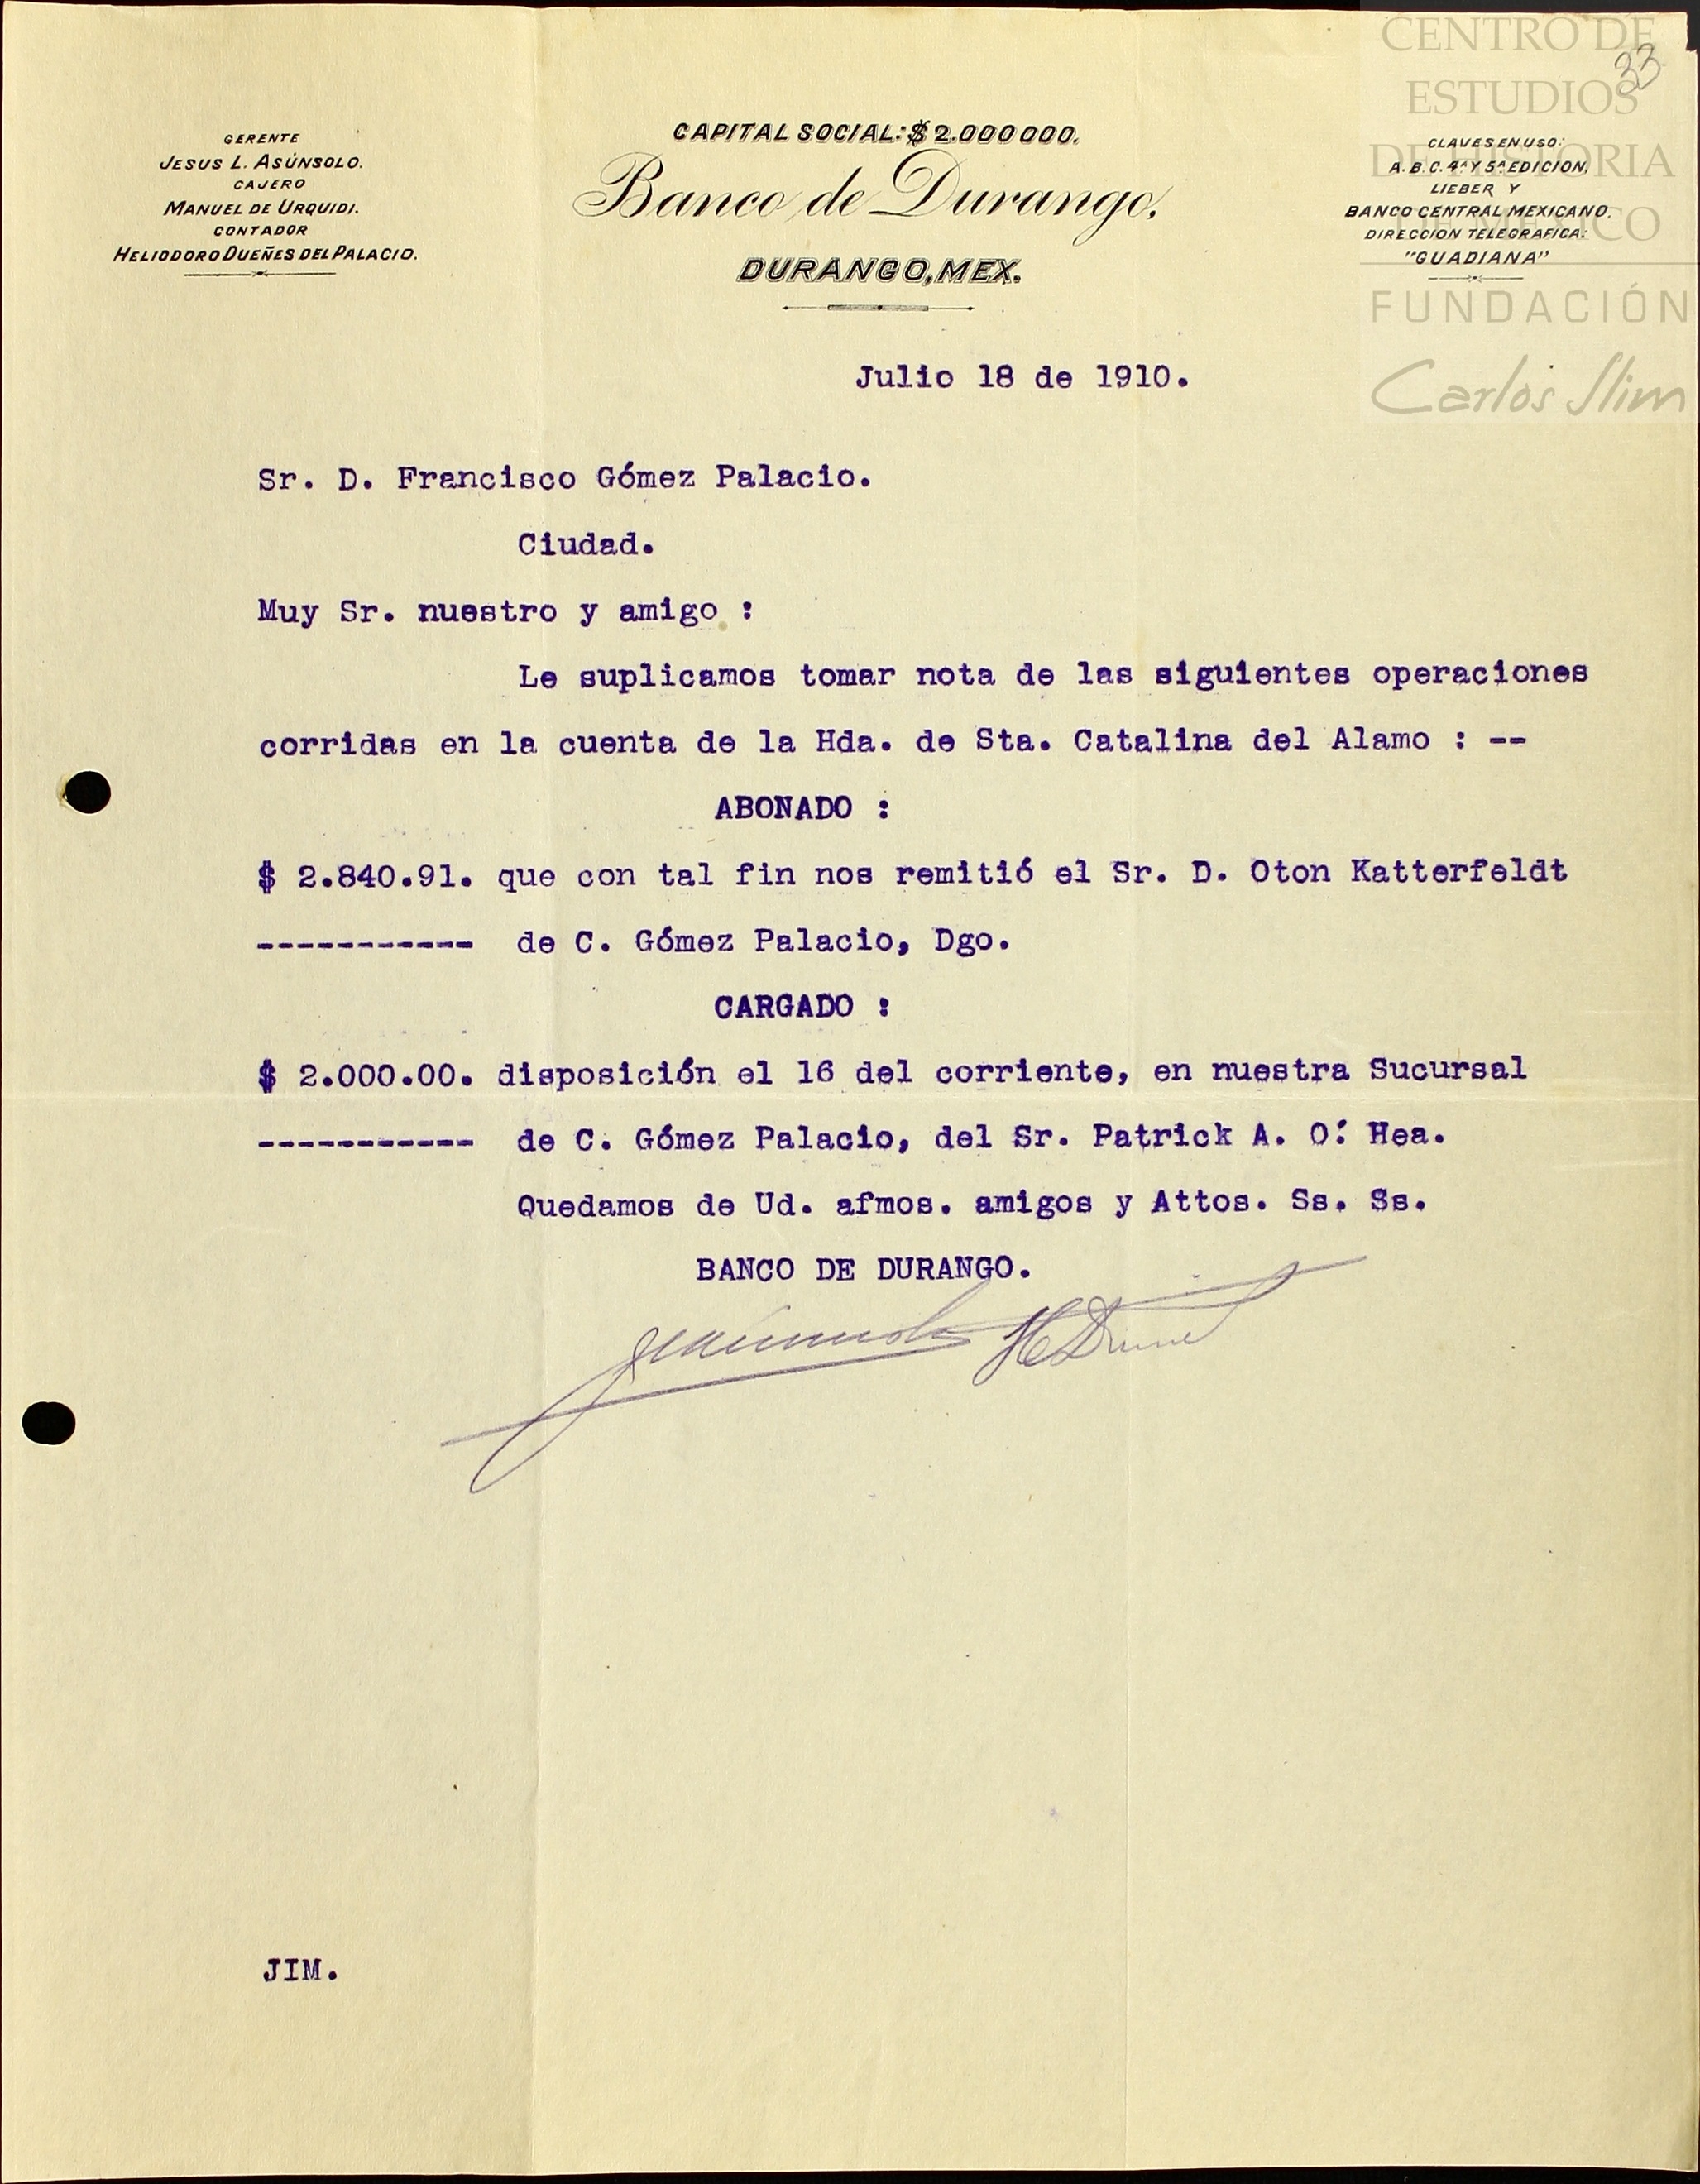 CENTRO DE
ESTUDIOS
DE HISTORIA
DE MÉXICO
FUNDACIÓN
Carlos Slim
33
GERENTE
JESUS L. ASÚNSOLO.
CAJERO
MANUEL DE URQUIDI.
CONTADOR
HELIODORO DUEÑES DEL PALACIO.
CAPITAL SOCIAL: $ 2.000000.
Banco de Durango.
DURANGO, MEX.
CLAVES EN USO:
A. B. C. 4ª Y 5ª EDICION,
LIEBER Y
BANCO CENTRAL MEXICANO.
DIRECCION TELEGRAFICA:
"GUADIANA"
Julio 18 de 1910.
Sr. D. Francisco Gómez Palacio.
Ciudad.
Muy Sr. nuestro y amigo :
Le suplicamos tomar nota de las siguientes operaciones
corridas en la cuenta de la Hda. de Sta. Catalina del Alamo : --
ABONADO :
$ 2.840.91. que con tal fin nos remitió el Sr. D. Oton Katterfeldt
----------- de C. Gómez Palacio, Dgo.
CARGADO :
$ 2.000.00. disposición el 16 del corriente, en nuestra Sucursal
----------- de C. Gómez Palacio, del Sr. Patrick A. O: Hea.
Quedamos de Ud. afmos. amigos y Attos. Ss. Ss.
BANCO DE DURANGO.
JIM.